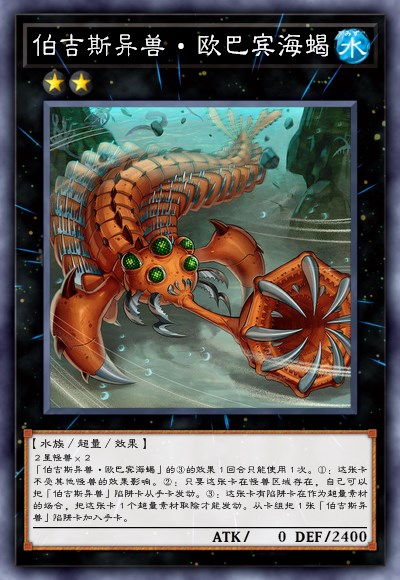 伯吉斯异兽·欧巴宾海蝎
水
【水族/超量/效果】
2星怪兽×2
「伯吉斯异兽·欧巴宾海蝎」的③的效果1回合只能使用1次。①：这张卡
不受其他怪兽的效果影响。②：只要这张卡在怪兽区域存在，自己可以
把「伯吉斯异兽」陷阱卡从手卡发动。③：这张卡有陷阱卡在作为超量素材
的场合，把这张卡1个超量素材取除才能发动。从卡组把1张「伯吉斯异
兽」陷阱卡加入手卡。
ATK/ 0 DEF/2400